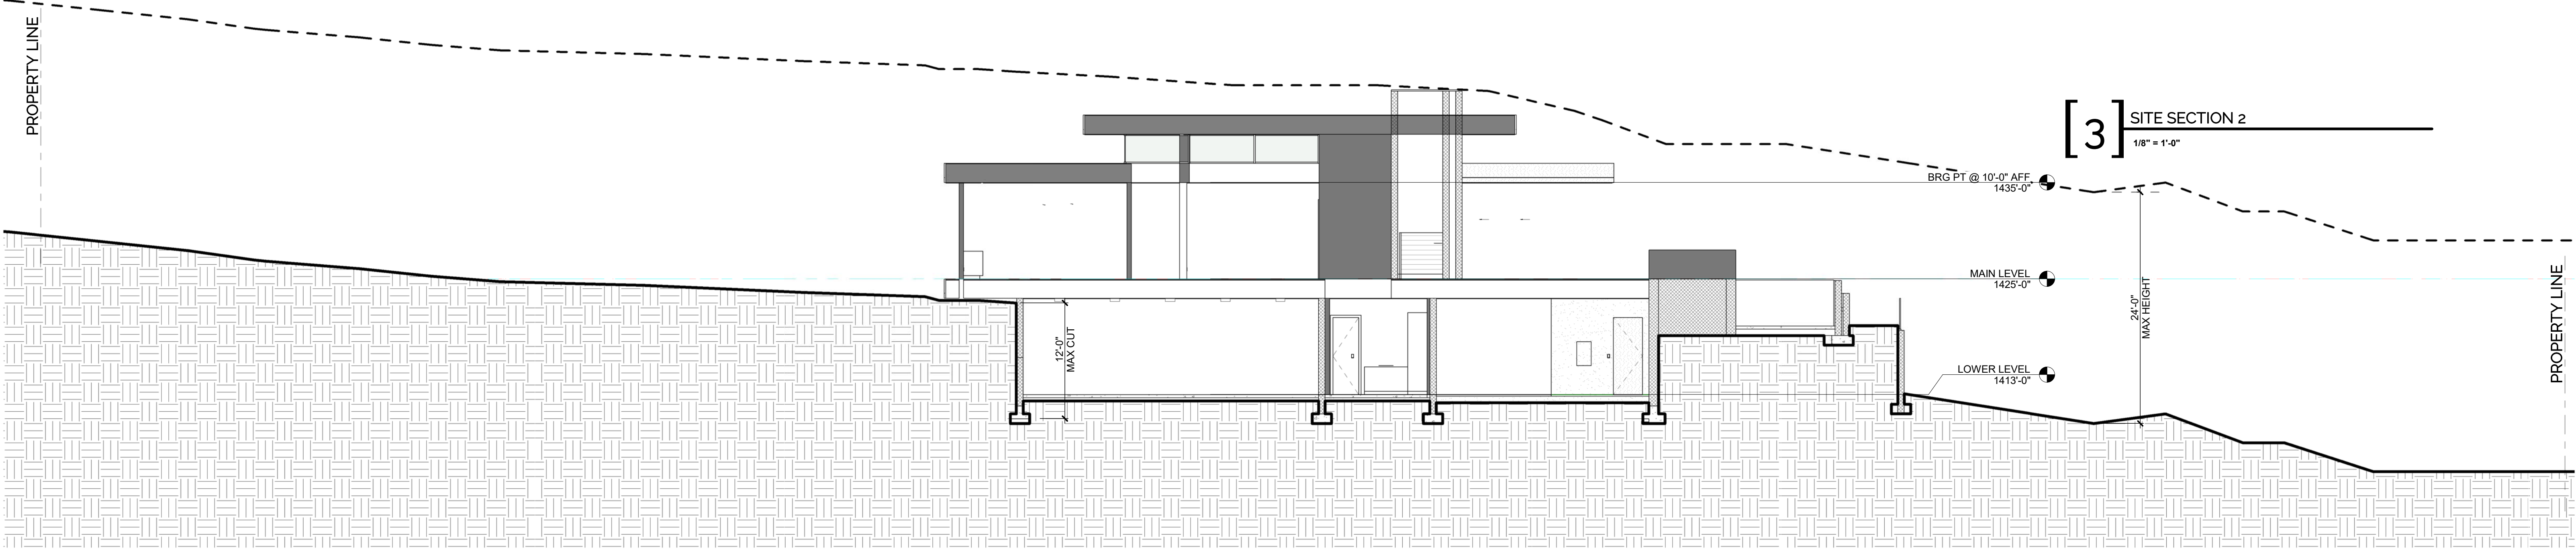 PROPERTY LINE
[3]
SITE SECTION 2
1/8" = 1'-0"
BRG PT @ 10'-0" AFF
1435'-0"
MAIN LEVEL
1425'-0"
24'-0"
MAX HEIGHT
12'-0"
MAX CUT
LOWER LEVEL
1413'-0"
PROPERTY LINE